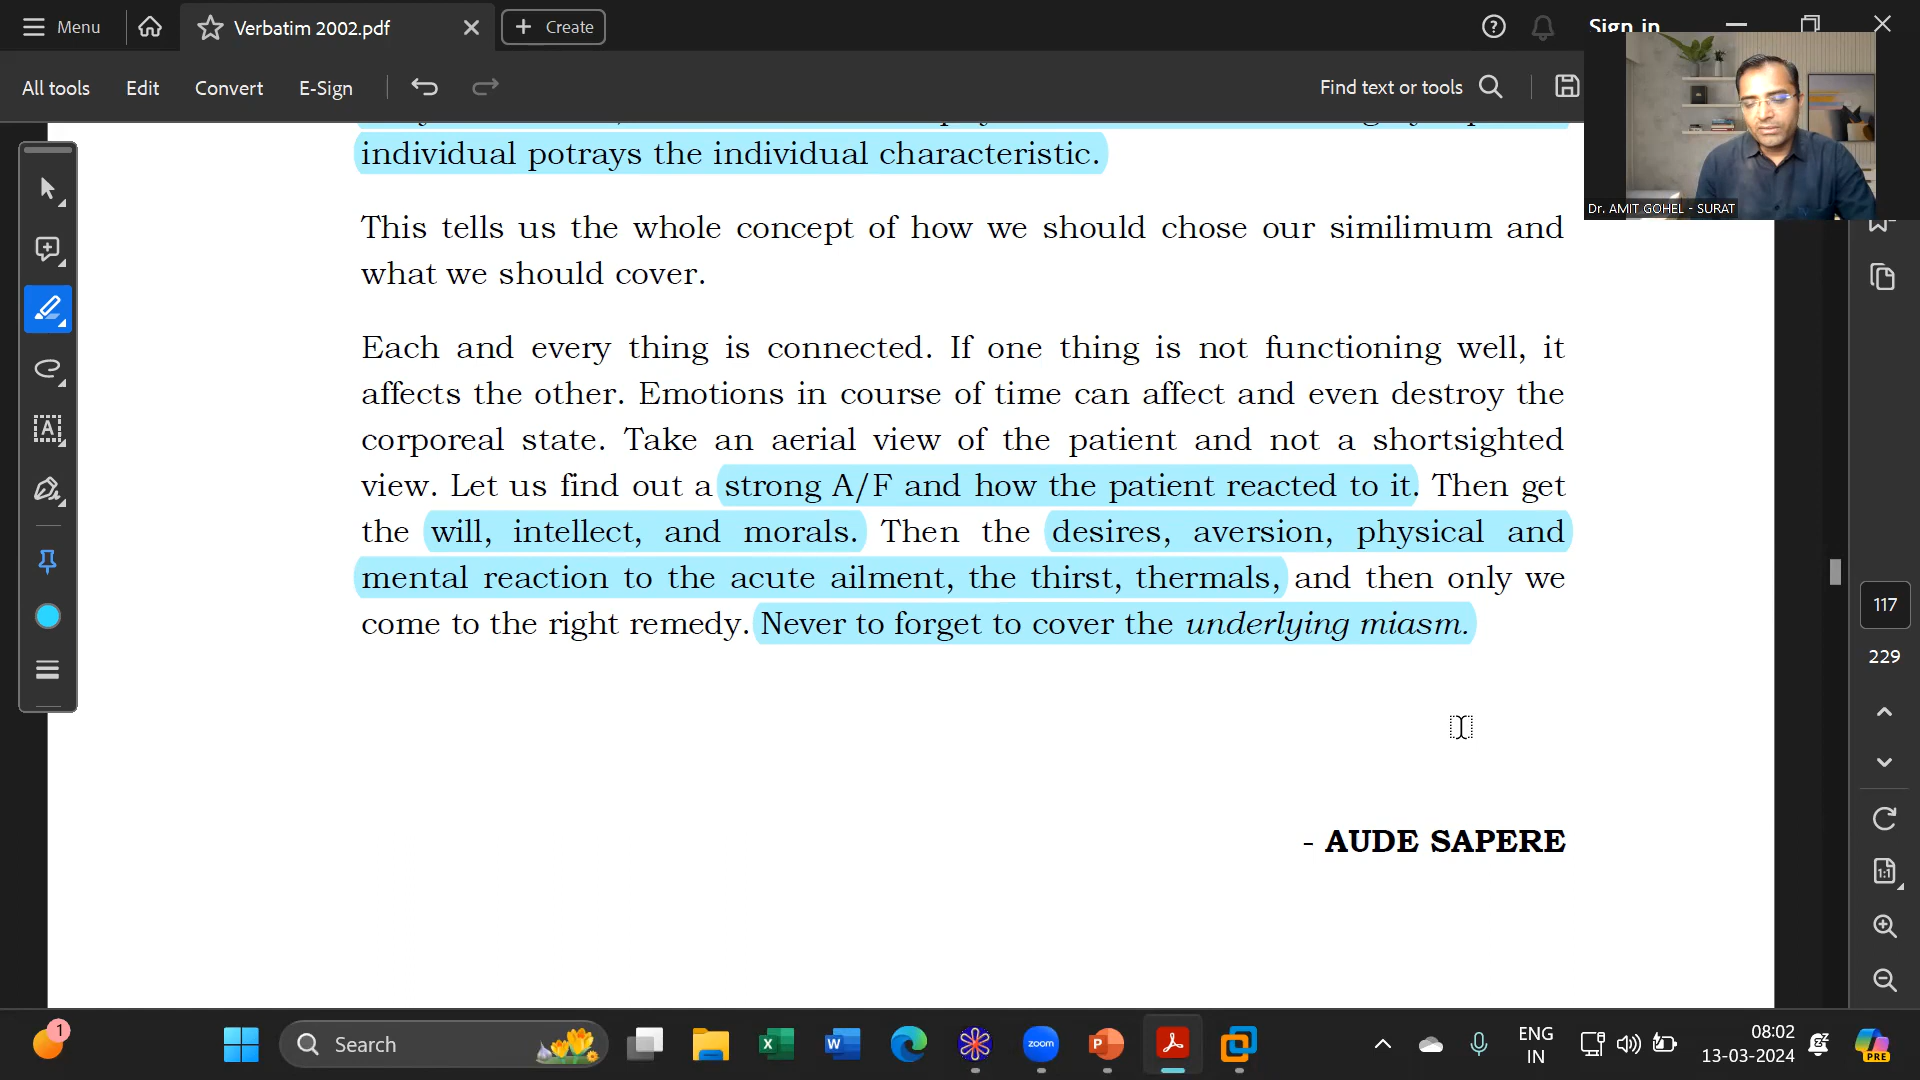 Menu
Verbatim 2002.pdf
Create
Sign in
All tools
Edit
Convert
E-Sign
Find text or tools
Dr. AMIT GOHEL - SURAT
individual potrays the individual characteristic.
This tells us the whole concept of how we should chose our similimum and
what we should cover.
Each and every thing is connected. If one thing is not functioning well, it
affects the other. Emotions in course of time can affect and even destroy the
corporeal state. Take an aerial view of the patient and not a shortsighted
view. Let us find out a strong A/F and how the patient reacted to it. Then get
the will, intellect, and morals. Then the desires, aversion, physical and
mental reaction to the acute ailment, the thirst, thermals, and then only we
come to the right remedy. Never to forget to cover the underlying miasm.
- AUDE SAPERE
117
229
1:1
1
Search
zoom
ENG
IN
08:02
13-03-2024
PRE